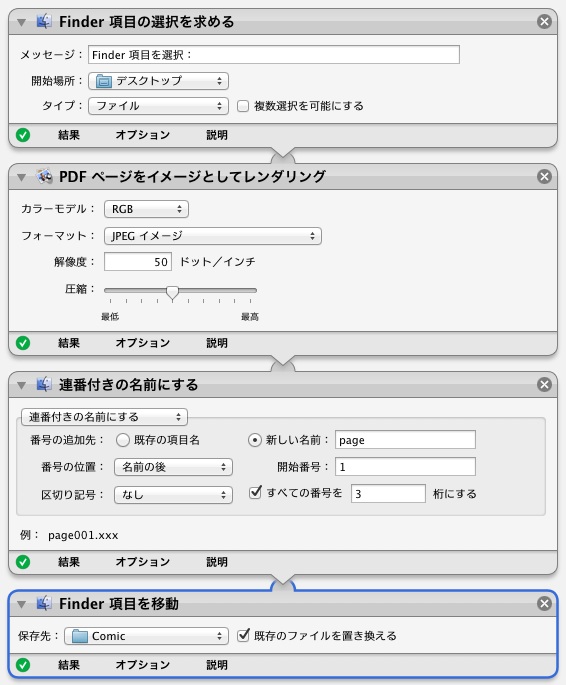 Finder 項目の選択を求める
メッセージ： Finder 項目を選択：
開始場所： デスクトップ
タイプ： ファイル 複数選択を可能にする
結果 オプション 説明
PDF ページをイメージとしてレンダリング
カラーモデル： RGB
フォーマット： JPEG イメージ
解像度： 50 ドット／インチ
圧縮：
最低 最高
結果 オプション 説明
連番付きの名前にする
連番付きの名前にする
番号の追加先： 既存の項目名 新しい名前： page
番号の位置： 名前の後 開始番号： 1
区切り記号： なし すべての番号を 3 桁にする
例： page001.xxx
結果 オプション 説明
Finder 項目を移動
保存先： Comic 既存のファイルを置き換える
結果 オプション 説明